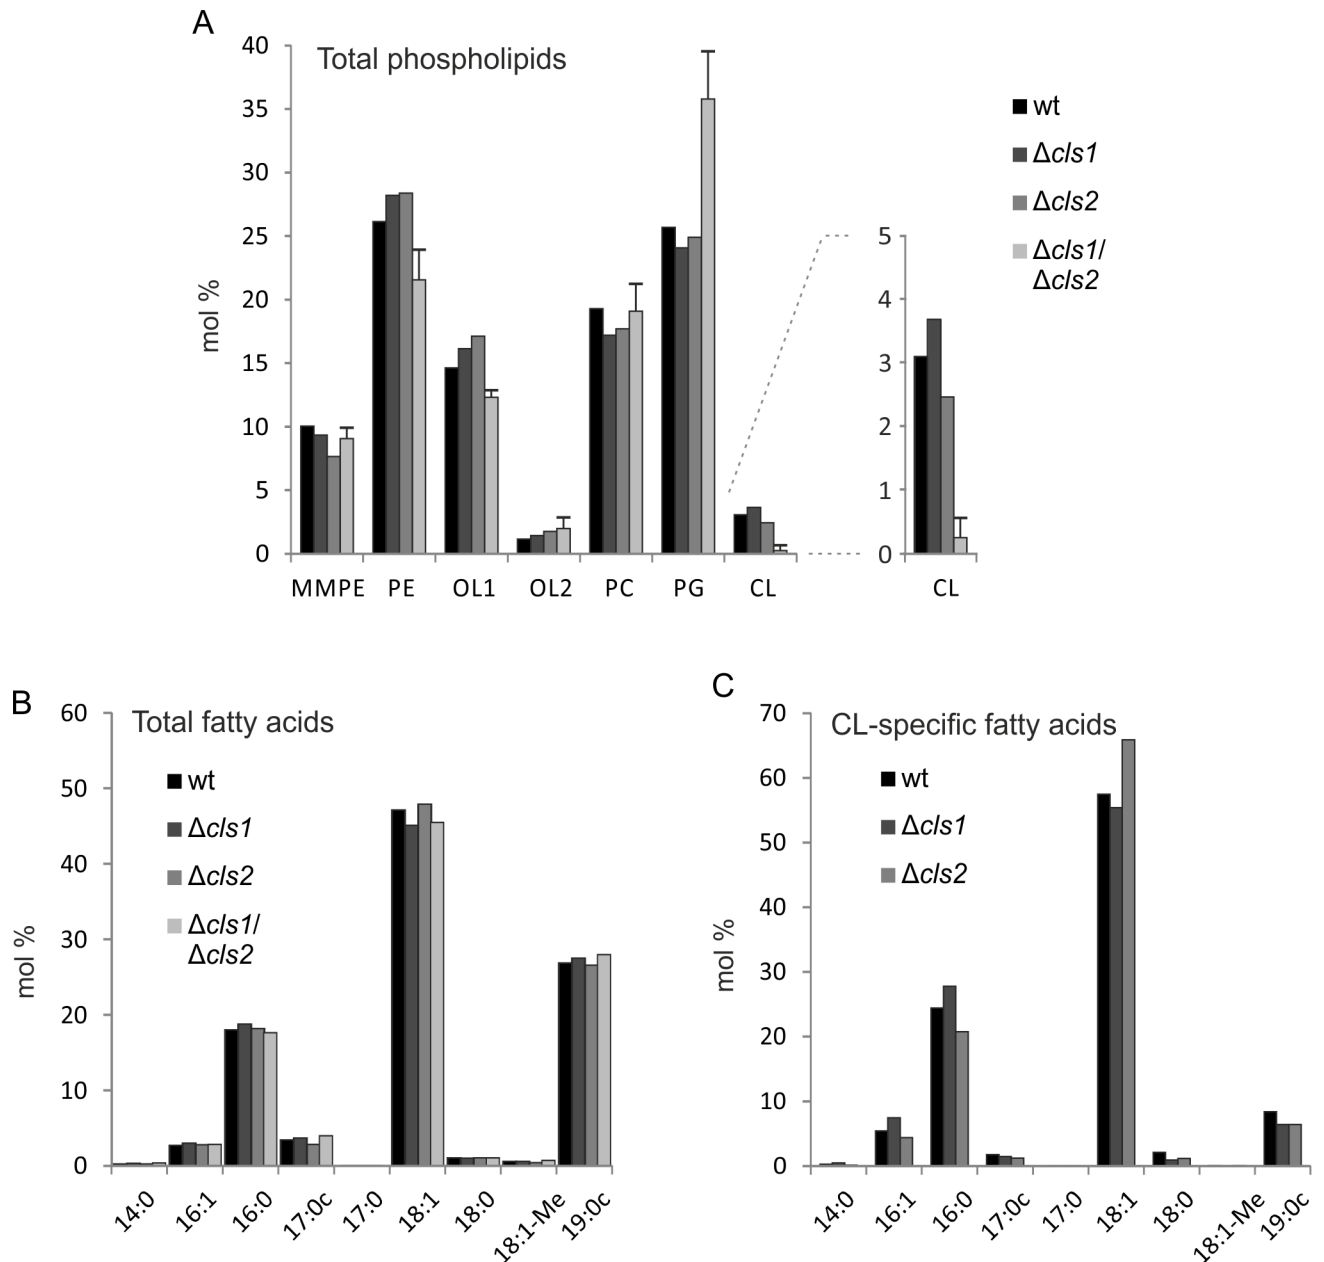 A
Total phospholipids
mol %
40
35
30
25
20
15
10
5
0
MMPE PE OL1 OL2 PC PG CL
5
4
3
2
1
0
CL
wt
Δcls1
Δcls2
Δcls1/
Δcls2
B
Total fatty acids
mol %
60
50
40
30
20
10
0
wt
Δcls1
Δcls2
Δcls1/
Δcls2
14:0 16:1 16:0 17:0c 17:0 18:1 18:0 18:1-Me 19:0c
C
CL-specific fatty acids
mol %
70
60
50
40
30
20
10
0
wt
Δcls1
Δcls2
14:0 16:1 16:0 17:0c 17:0 18:1 18:0 18:1-Me 19:0c